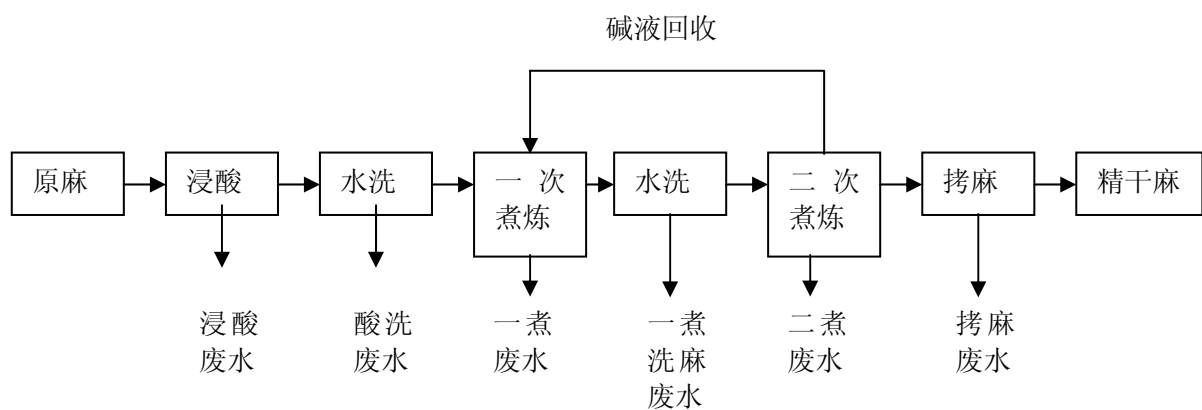 碱液回收
原麻
浸酸
水洗
一次
煮炼
水洗
二次
煮炼
拷麻
精干麻
浸酸
废水
酸洗
废水
一煮
废水
一煮
洗麻
废水
二煮
废水
拷麻
废水